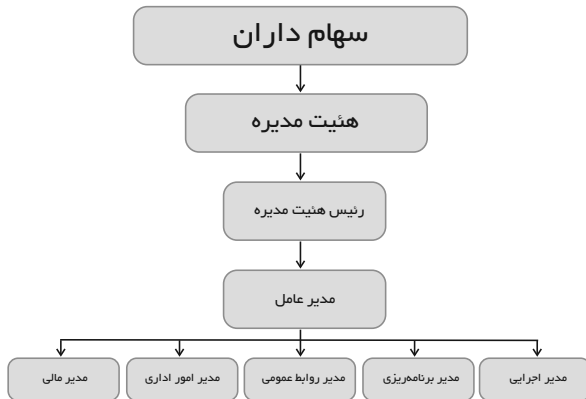 سهام داران
هئیت مدیره
رئیس هئیت مدیره
مدیر عامل
مدیر اجرایی
مدیر برنامه‌ریزی
مدیر روابط عمومی
مدیر امور اداری
مدیر مالی